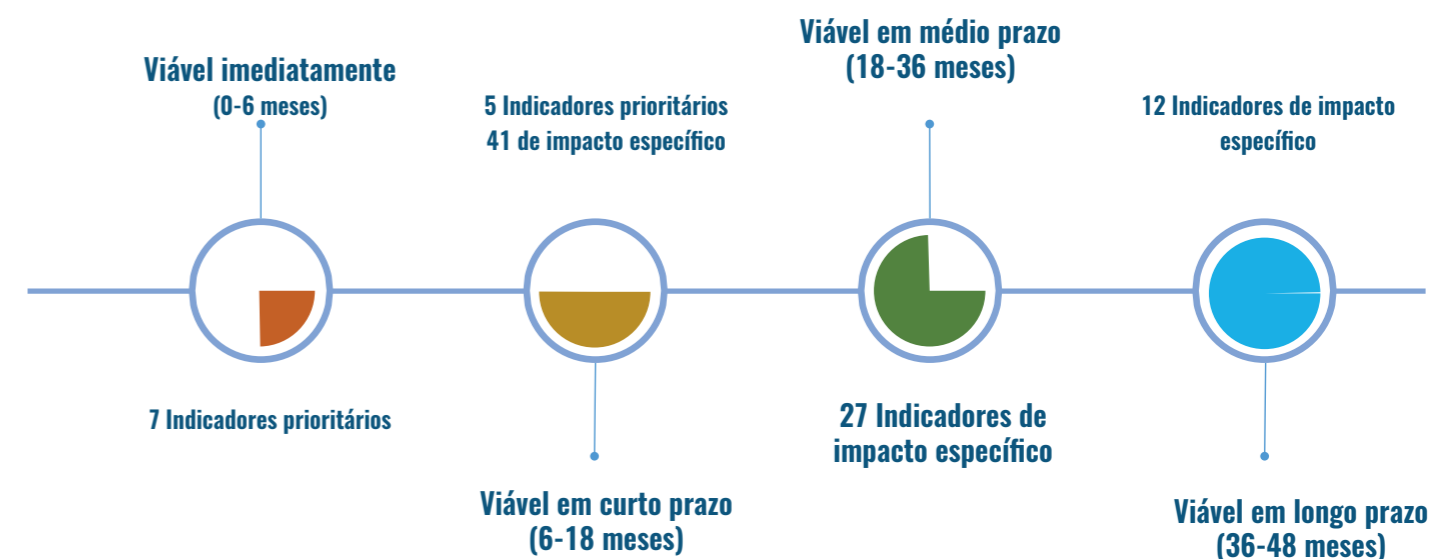 Viável imediatamente
(0-6 meses)
7 Indicadores prioritários
5 Indicadores prioritários
41 de impacto específico
Viável em curto prazo
(6-18 meses)
Viável em médio prazo
(18-36 meses)
27 Indicadores de
impacto específico
12 Indicadores de impacto
específico
Viável em longo prazo
(36-48 meses)